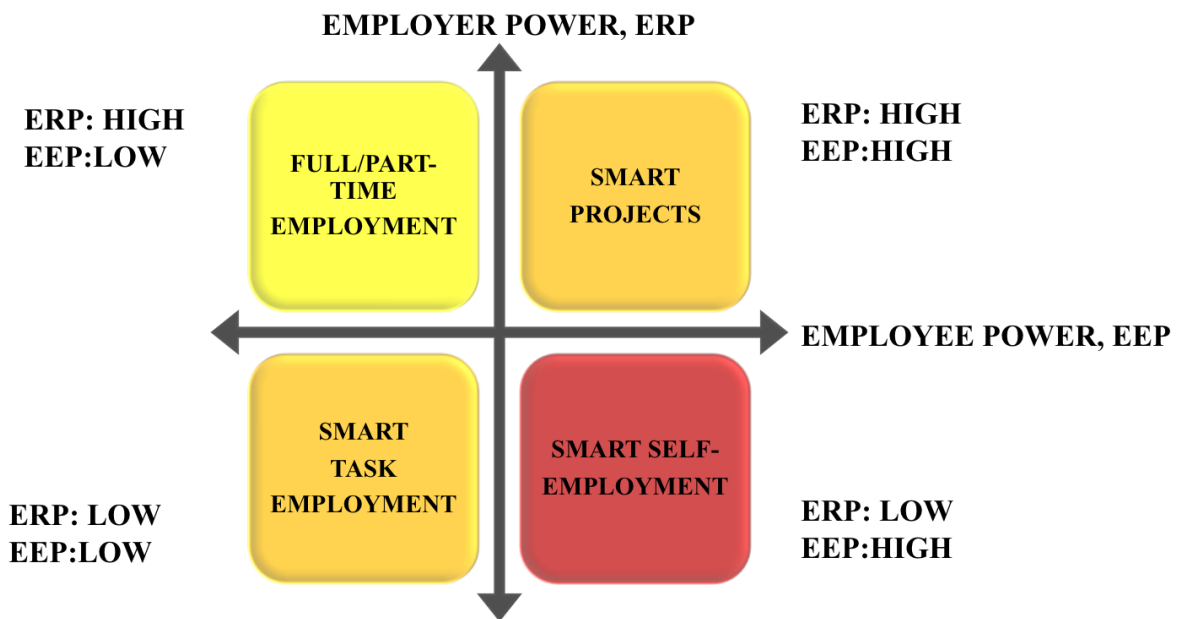 EMPLOYER POWER, ERP
ERP: HIGH
EEP:LOW
FULL/PART-
TIME
EMPLOYMENT
SMART
PROJECTS
ERP: HIGH
EEP:HIGH
EMPLOYEE POWER, EEP
ERP: LOW
EEP:LOW
SMART
TASK
EMPLOYMENT
SMART SELF-
EMPLOYMENT
ERP: LOW
EEP:HIGH